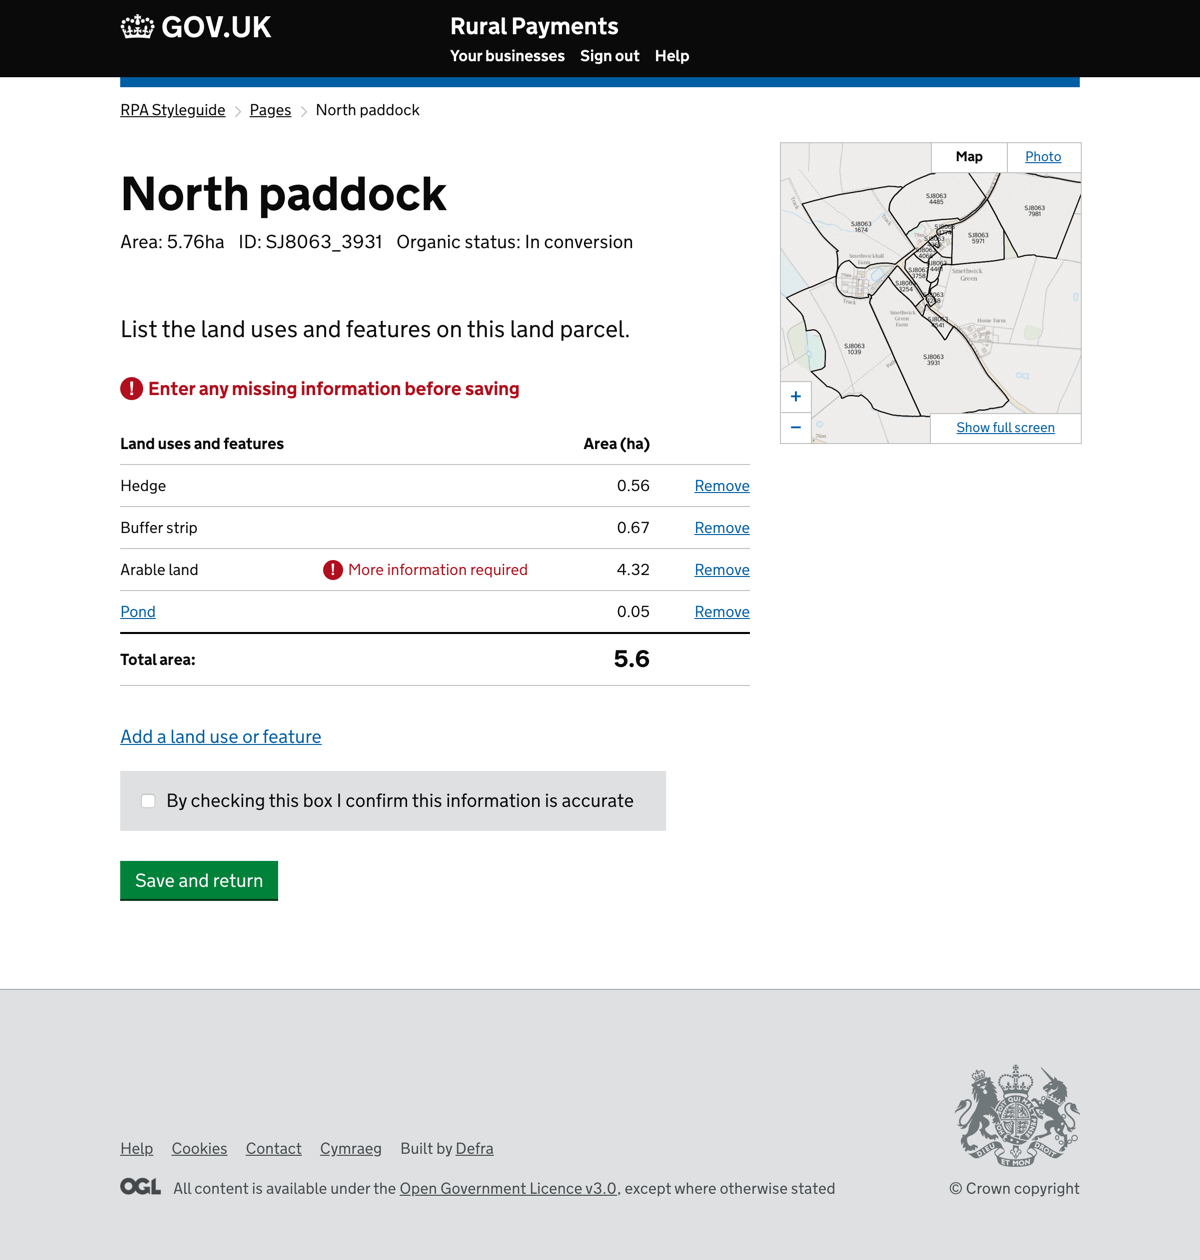 GOV.UK
Rural Payments
Your businesses Sign out Help
RPA Styleguide Pages North paddock
Map Photo
North paddock
Area: 5.76ha ID: SJ8063_3931 Organic status: In conversion
SJ8063
4485
SJ8063
7981
SJ8063
1674
SJ8063
5971
Track
Track
Smethwickhall
Farm
Smethwick
Green
SJ8063
3254
Track
Smethwick
Green
Farm
Home Farm
SJ8063
1039
SJ8063
3931
+
−
Show full screen
List the land uses and features on this land parcel.
! Enter any missing information before saving
Land uses and features Area (ha)
Hedge 0.56 Remove
Buffer strip 0.67 Remove
Arable land ! More information required 4.32 Remove
Pond 0.05 Remove
Total area: 5.6
Add a land use or feature
By checking this box I confirm this information is accurate
Save and return
Help Cookies Contact Cymraeg Built by Defra
OGL All content is available under the Open Government Licence v3.0, except where otherwise stated
DIEU ET MON DROIT
© Crown copyright